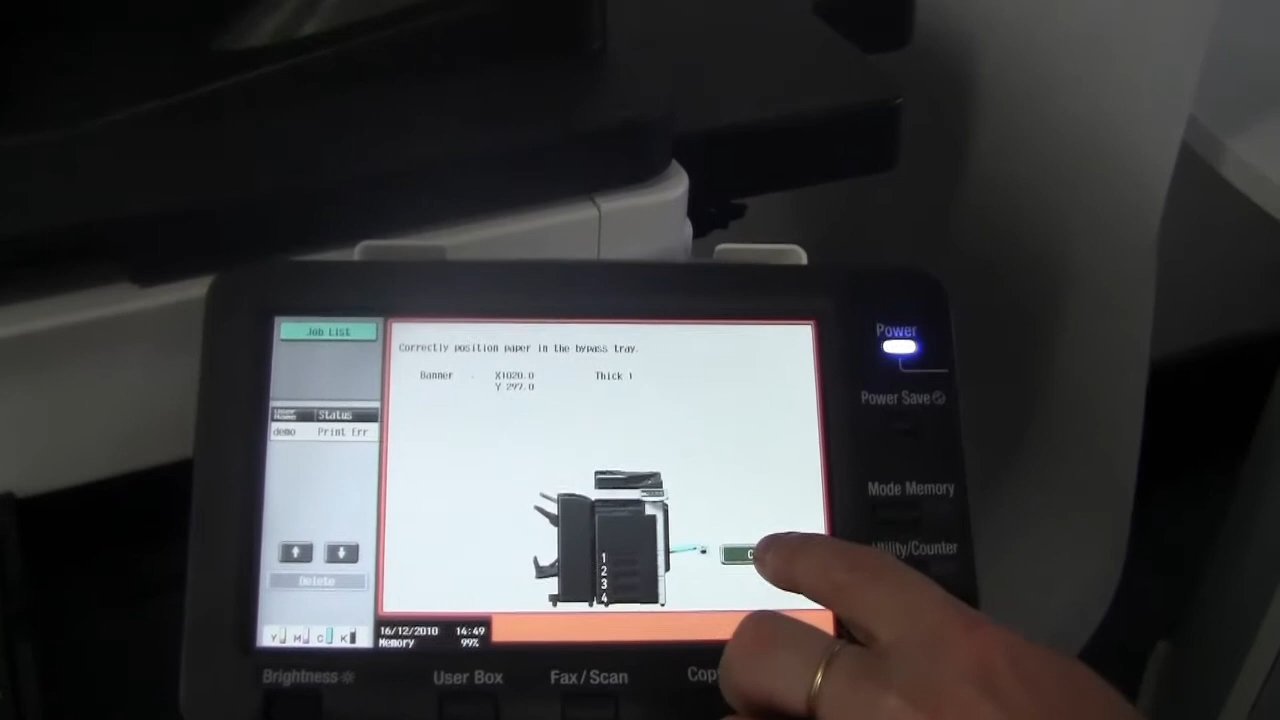 Job List
Correctly position paper in the bypass tray.
Banner X1020.0 Thick 1
Y 297.0
User Name Status
demo Print Err
1
2
3
4
Delete
Y M C K
16/12/2010 14:49
Memory 99%
Power
Power Save
Mode Memory
Utility/Counter
Brightness
User Box
Fax/Scan